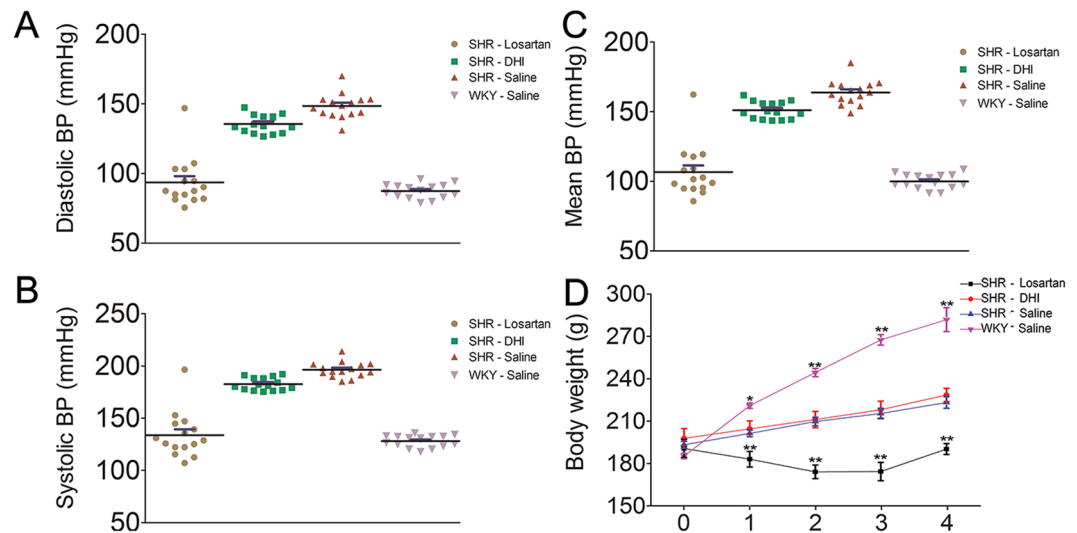 A
Diastolic BP (mmHg)
200
150
100
50
SHR - Losartan
SHR - DHI
SHR - Saline
WKY - Saline
C
Mean BP (mmHg)
200
150
100
50
SHR - Losartan
SHR - DHI
SHR - Saline
WKY - Saline
B
Systolic BP (mmHg)
250
200
150
100
50
SHR - Losartan
SHR - DHI
SHR - Saline
WKY - Saline
D
Body weight (g)
300
270
240
210
180
150
0 1 2 3 4
SHR - Losartan
SHR - DHI
SHR - Saline
WKY - Saline
* ** ** **
** ** ** **